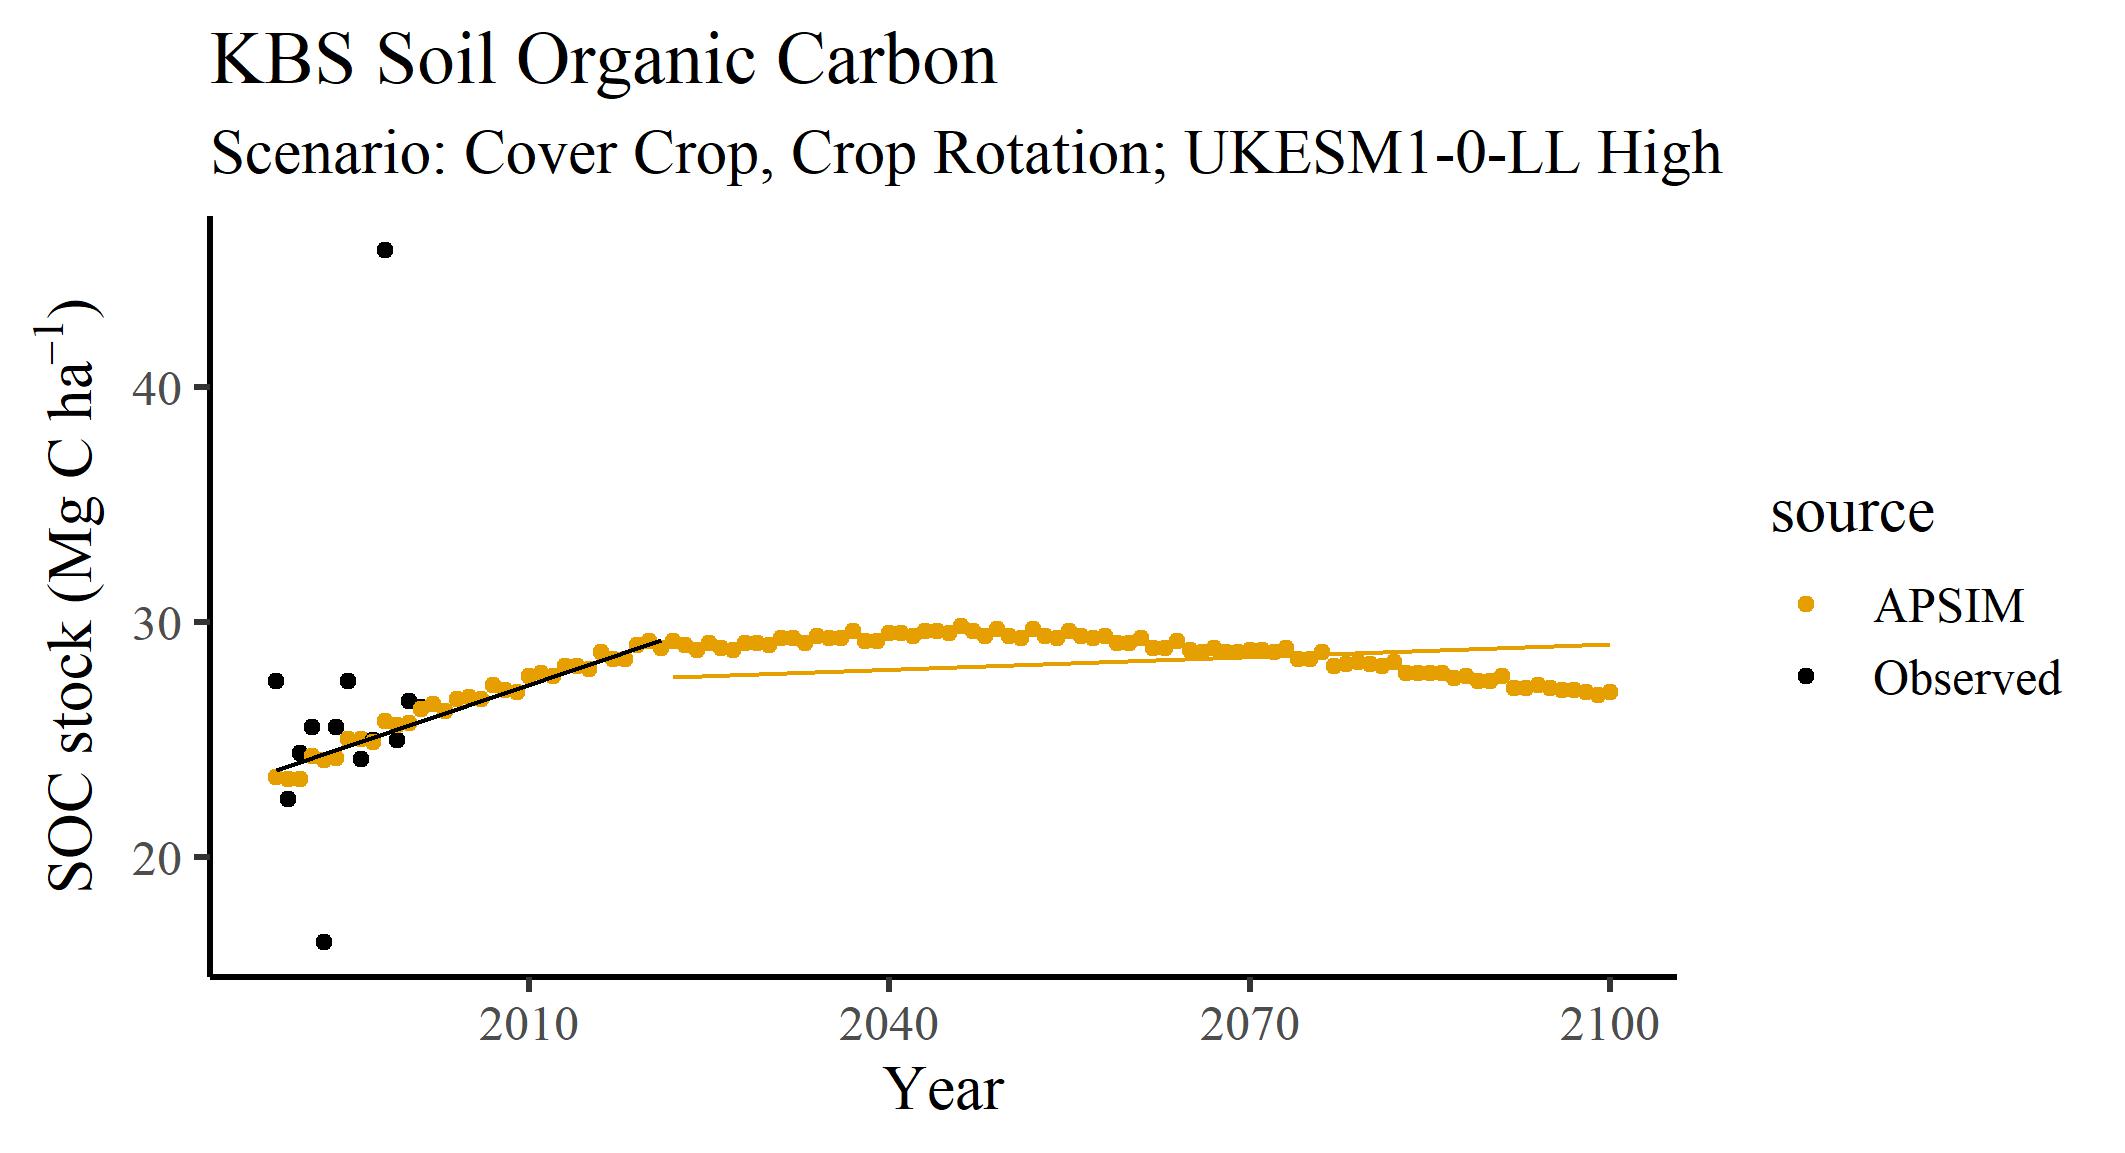 KBS Soil Organic Carbon
Scenario: Cover Crop, Crop Rotation; UKESM1-0-LL High
SOC stock (Mg C ha⁻¹)
40
30
20
2010
2040
2070
2100
Year
source
APSIM
Observed